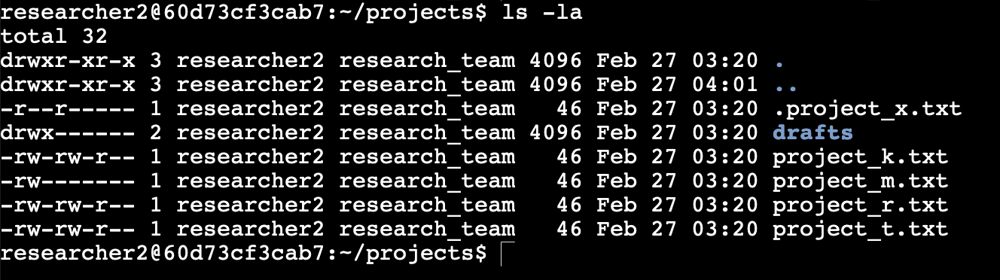 researcher2@60d73cf3cab7:~/projects$ ls -la
total 32
drwxr-xr-x 3 researcher2 research_team 4096 Feb 27 03:20 .
drwxr-xr-x 3 researcher2 research_team 4096 Feb 27 04:01 ..
-r--r----- 1 researcher2 research_team   46 Feb 27 03:20 .project_x.txt
drwx------ 2 researcher2 research_team 4096 Feb 27 03:20 drafts
-rw-rw-r-- 1 researcher2 research_team   46 Feb 27 03:20 project_k.txt
-rw------- 1 researcher2 research_team   46 Feb 27 03:20 project_m.txt
-rw-rw-r-- 1 researcher2 research_team   46 Feb 27 03:20 project_r.txt
-rw-rw-r-- 1 researcher2 research_team   46 Feb 27 03:20 project_t.txt
researcher2@60d73cf3cab7:~/projects$